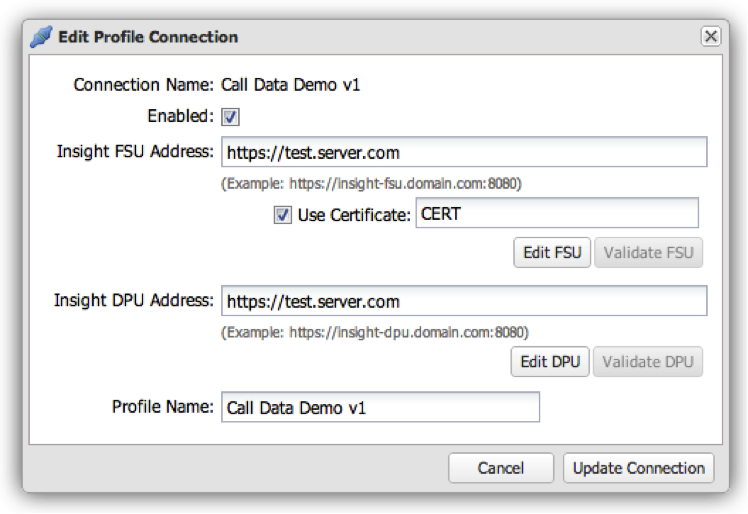 Edit Profile Connection
Connection Name: Call Data Demo v1
Enabled:
Insight FSU Address: https://test.server.com
(Example: https://insight-fsu.domain.com:8080)
Use Certificate: CERT
Edit FSU Validate FSU
Insight DPU Address: https://test.server.com
(Example: https://insight-dpu.domain.com:8080)
Edit DPU Validate DPU
Profile Name: Call Data Demo v1
Cancel Update Connection